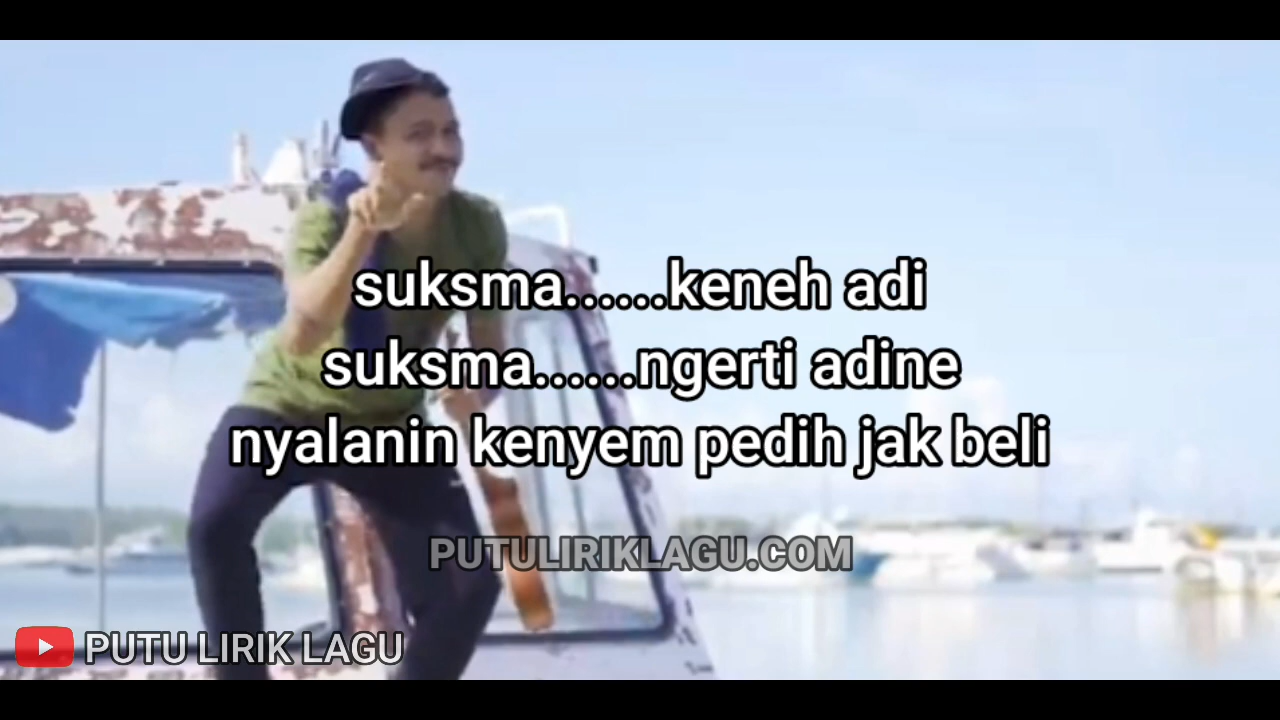 suksma......keneh adi
suksma......ngerti adine
nyalanin kenyem pedih jak beli
PUTULIRIKLAGU.COM
PUTU LIRIK LAGU